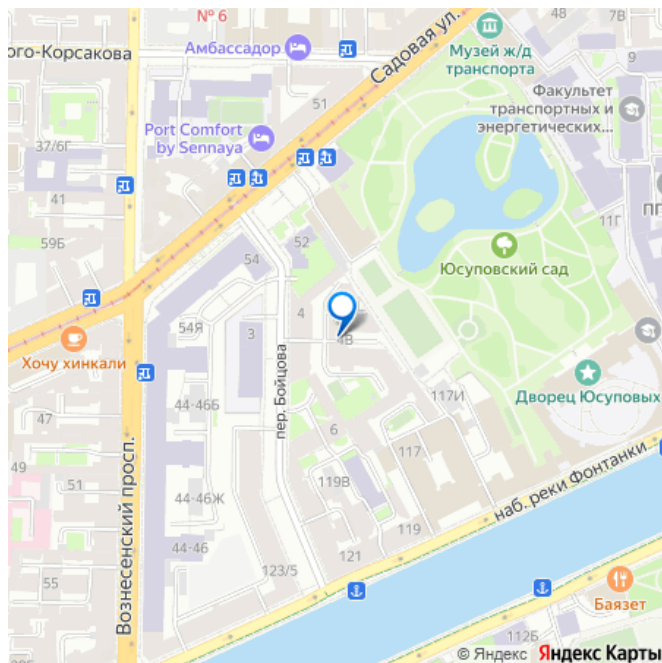 № 6
ого-Корсакова
Амбассадор
Садовая ул.
8
7В
9
Музей ж/д
транспорта
51
Факультет
транспортных и
энергетических...
37/6Г
Port Comfort
by Sennaya
41
ПГ
11Г
59Б
52
54
Юсуповский сад
4
54Я
3
4В
Хочу хинкали
пер. Бойцова
Дворец Юсуповых
117И
44-46Б
47
6
117
49
51
119В
наб. реки Фонтанки
44-46Ж
119
Вознесенский просп.
44-46
121
123/5
55
Баязет
112Б
© Яндекс Яндекс Карты